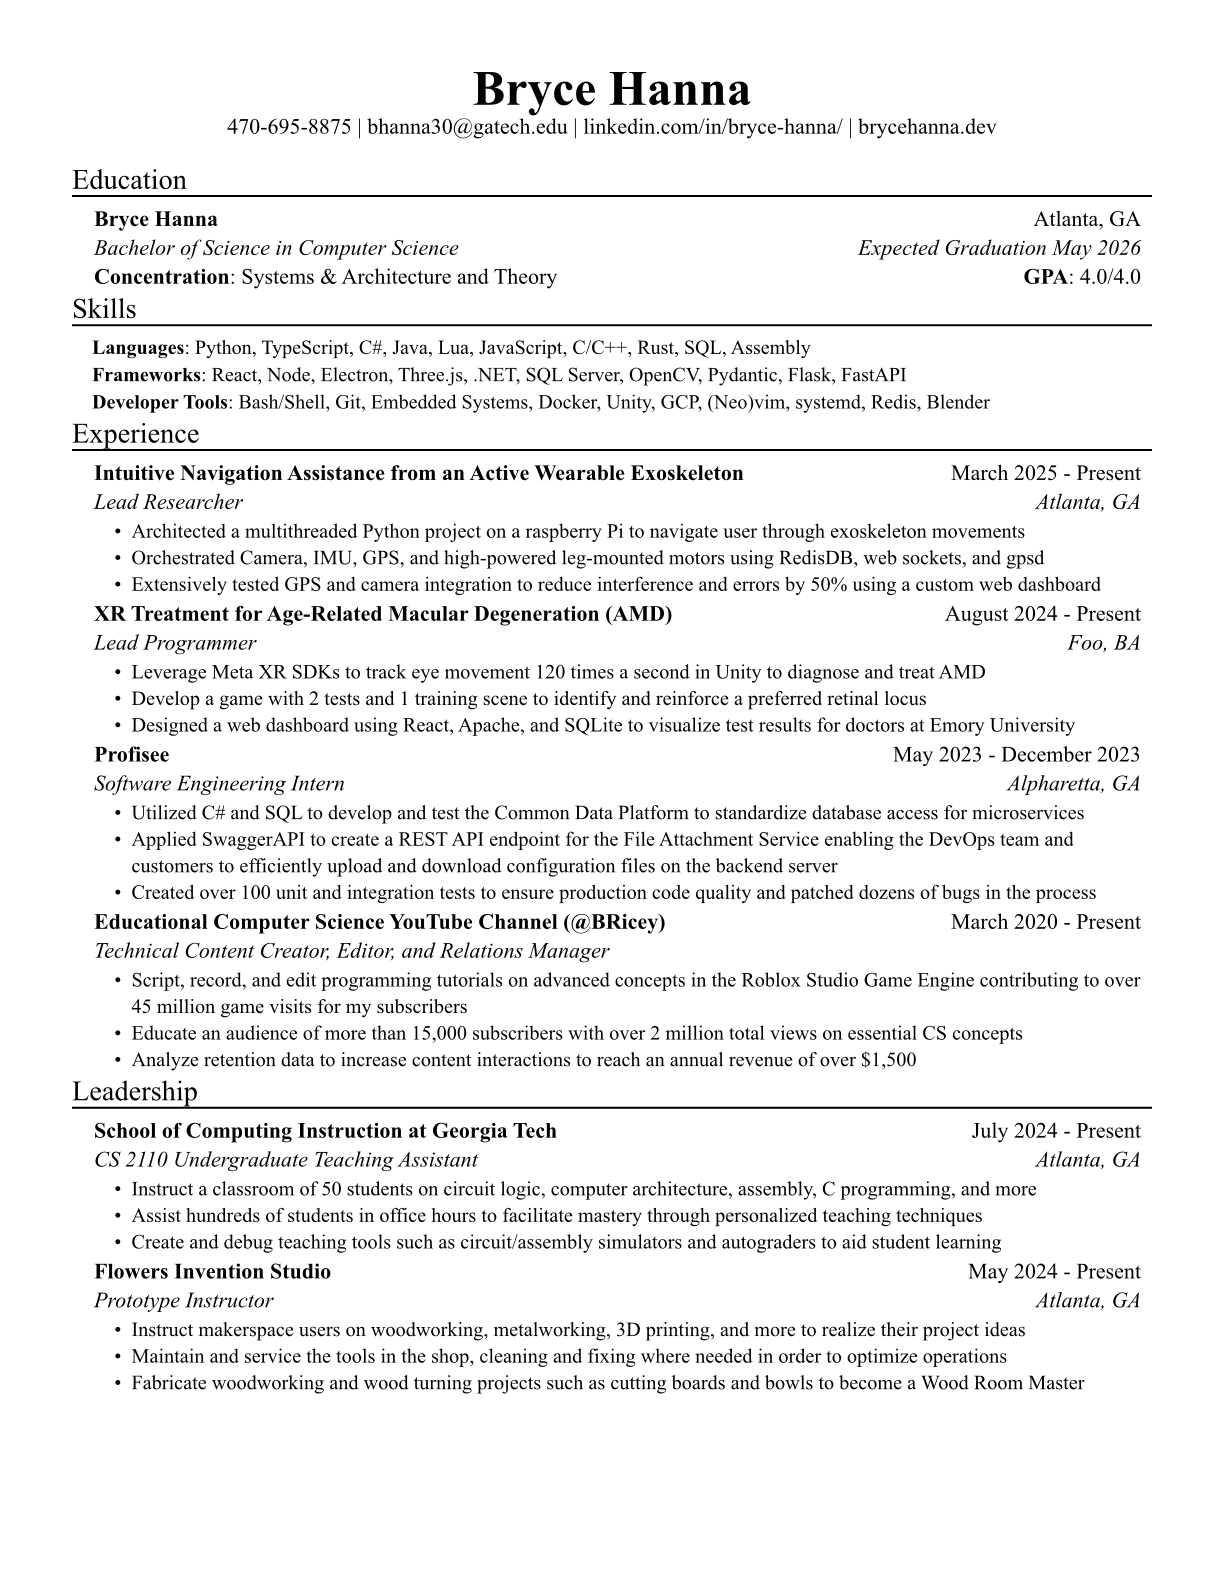 Bryce Hanna
470-695-8875 | bhanna30@gatech.edu | linkedin.com/in/bryce-hanna/ | brycehanna.dev
Education
Bryce Hanna Atlanta, GA
Bachelor of Science in Computer Science Expected Graduation May 2026
Concentration: Systems & Architecture and Theory GPA: 4.0/4.0
Skills
Languages: Python, TypeScript, C#, Java, Lua, JavaScript, C/C++, Rust, SQL, Assembly
Frameworks: React, Node, Electron, Three.js, .NET, SQL Server, OpenCV, Pydantic, Flask, FastAPI
Developer Tools: Bash/Shell, Git, Embedded Systems, Docker, Unity, GCP, (Neo)vim, systemd, Redis, Blender
Experience
Intuitive Navigation Assistance from an Active Wearable Exoskeleton March 2025 - Present
Lead Researcher Atlanta, GA
• Architected a multithreaded Python project on a raspberry Pi to navigate user through exoskeleton movements
• Orchestrated Camera, IMU, GPS, and high-powered leg-mounted motors using RedisDB, web sockets, and gpsd
• Extensively tested GPS and camera integration to reduce interference and errors by 50% using a custom web dashboard
XR Treatment for Age-Related Macular Degeneration (AMD) August 2024 - Present
Lead Programmer Foo, BA
• Leverage Meta XR SDKs to track eye movement 120 times a second in Unity to diagnose and treat AMD
• Develop a game with 2 tests and 1 training scene to identify and reinforce a preferred retinal locus
• Designed a web dashboard using React, Apache, and SQLite to visualize test results for doctors at Emory University
Profisee May 2023 - December 2023
Software Engineering Intern Alpharetta, GA
• Utilized C# and SQL to develop and test the Common Data Platform to standardize database access for microservices
• Applied SwaggerAPI to create a REST API endpoint for the File Attachment Service enabling the DevOps team and
customers to efficiently upload and download configuration files on the backend server
• Created over 100 unit and integration tests to ensure production code quality and patched dozens of bugs in the process
Educational Computer Science YouTube Channel (@BRicey) March 2020 - Present
Technical Content Creator, Editor, and Relations Manager
• Script, record, and edit programming tutorials on advanced concepts in the Roblox Studio Game Engine contributing to over
45 million game visits for my subscribers
• Educate an audience of more than 15,000 subscribers with over 2 million total views on essential CS concepts
• Analyze retention data to increase content interactions to reach an annual revenue of over $1,500
Leadership
School of Computing Instruction at Georgia Tech July 2024 - Present
CS 2110 Undergraduate Teaching Assistant Atlanta, GA
• Instruct a classroom of 50 students on circuit logic, computer architecture, assembly, C programming, and more
• Assist hundreds of students in office hours to facilitate mastery through personalized teaching techniques
• Create and debug teaching tools such as circuit/assembly simulators and autograders to aid student learning
Flowers Invention Studio May 2024 - Present
Prototype Instructor Atlanta, GA
• Instruct makerspace users on woodworking, metalworking, 3D printing, and more to realize their project ideas
• Maintain and service the tools in the shop, cleaning and fixing where needed in order to optimize operations
• Fabricate woodworking and wood turning projects such as cutting boards and bowls to become a Wood Room Master